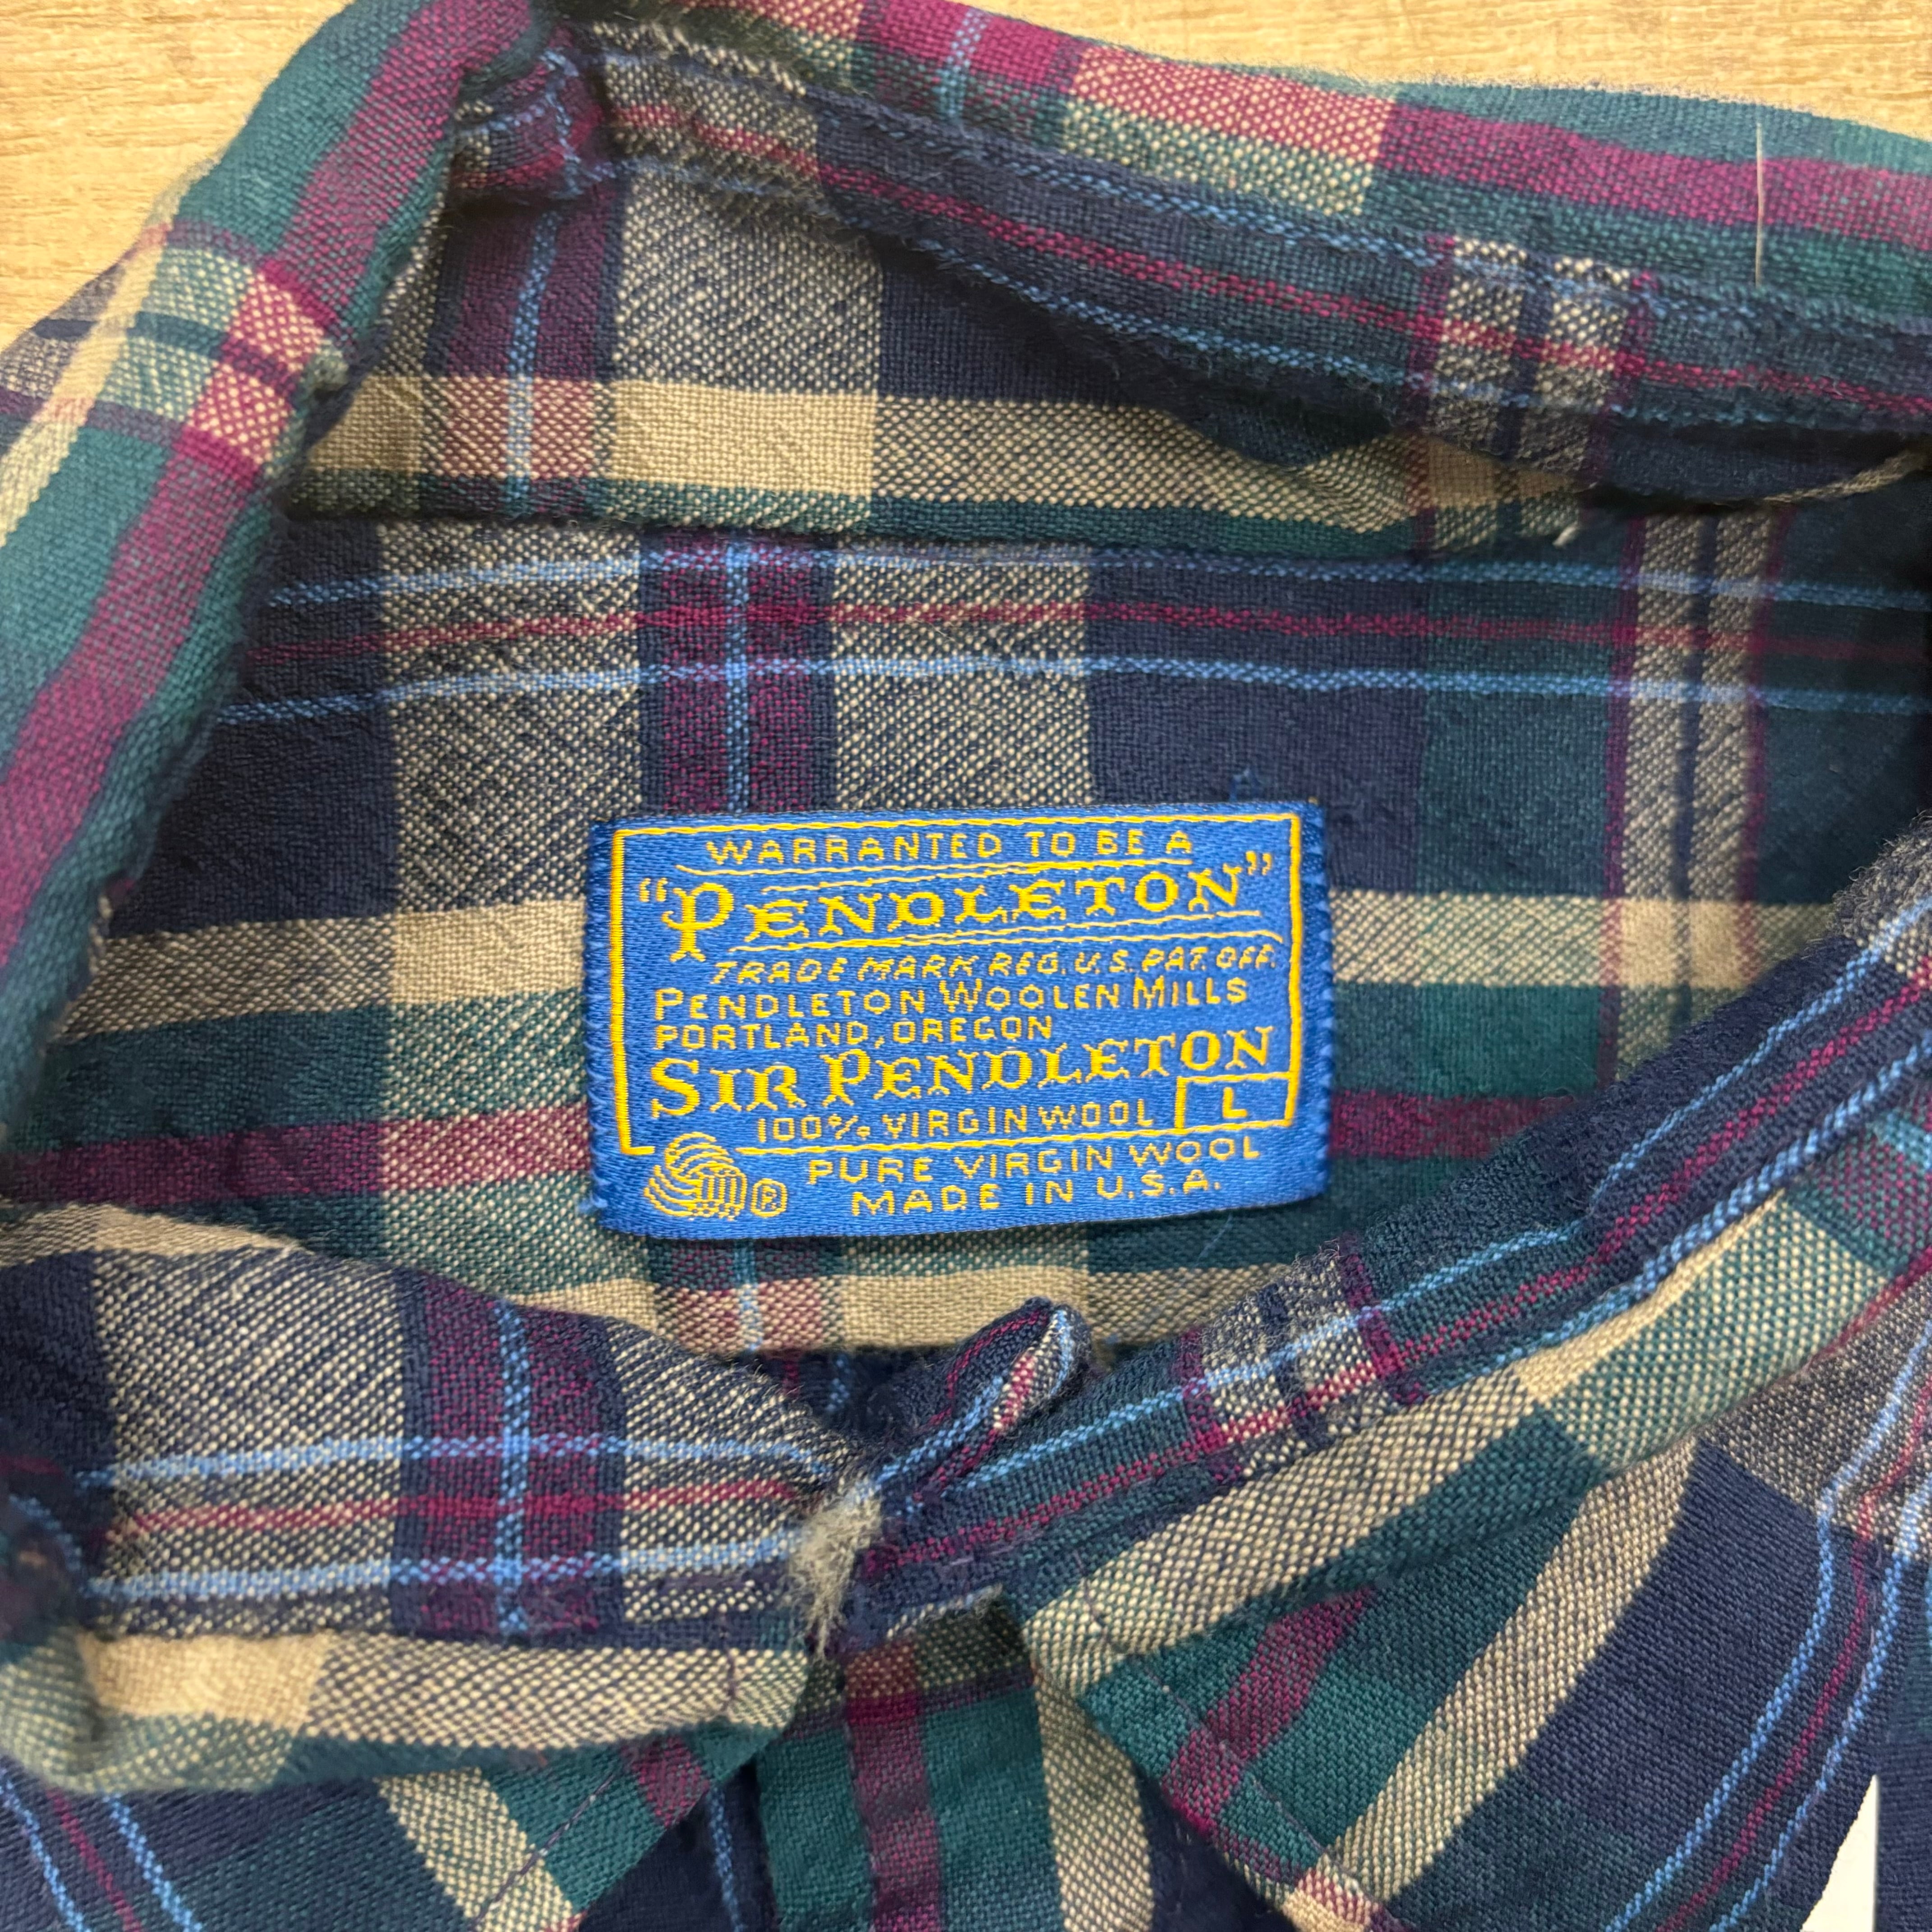 WARRANTED TO BE A
"PENDLETON"
TRADE MARK REG. U.S. PAT. OFF.
PENDLETON WOOLEN MILLS
PORTLAND, OREGON
SIR PENDLETON
100% VIRGIN WOOL L
PURE VIRGIN WOOL
® MADE IN U.S.A.